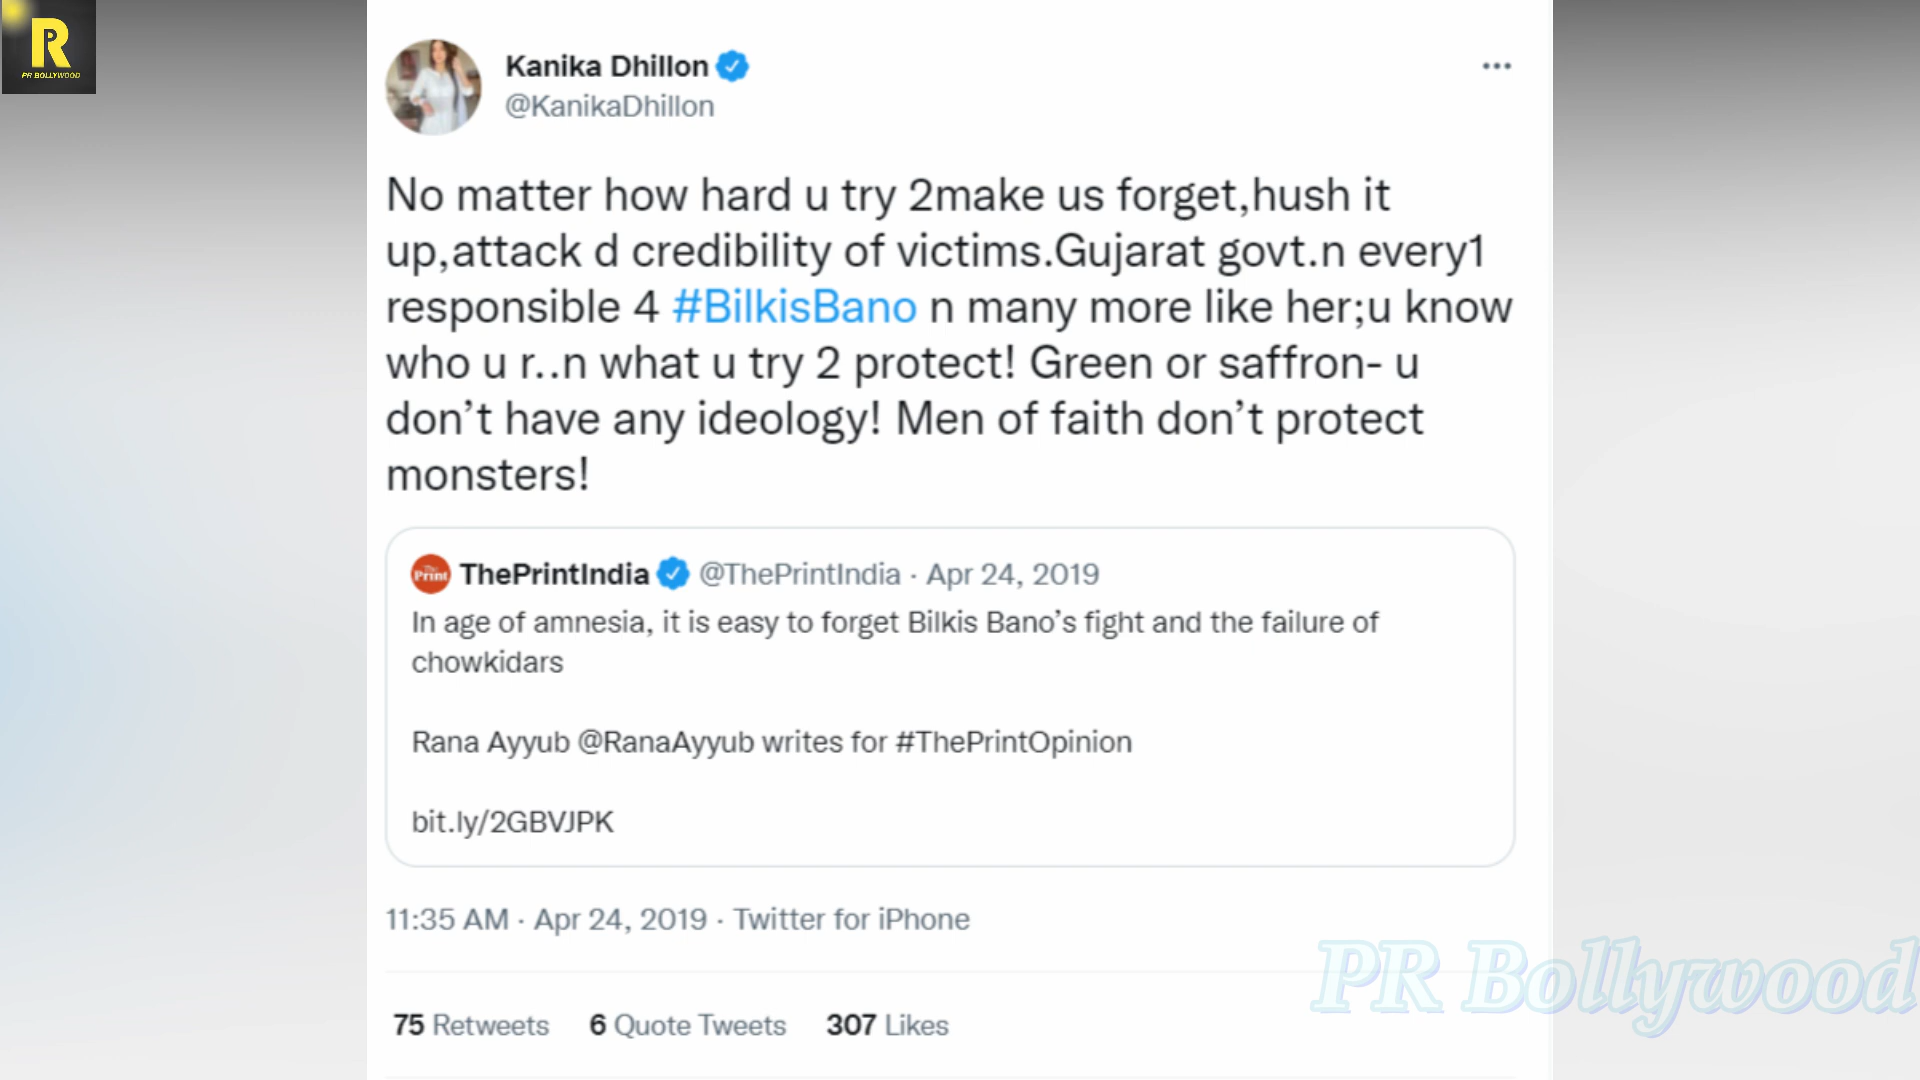 R
P
PR BOLLYWOOD
Kanika Dhillon
@KanikaDhillon
No matter how hard u try 2make us forget,hush it
up,attack d credibility of victims.Gujarat govt.n every1
responsible 4 #BilkisBano n many more like her;u know
who u r..n what u try 2 protect! Green or saffron- u
don’t have any ideology! Men of faith don’t protect
monsters!
The Print
ThePrintIndia @ThePrintIndia · Apr 24, 2019
In age of amnesia, it is easy to forget Bilkis Bano’s fight and the failure of
chowkidars
Rana Ayyub @RanaAyyub writes for #ThePrintOpinion
bit.ly/2GBVJPK
11:35 AM · Apr 24, 2019 · Twitter for iPhone
75 Retweets 6 Quote Tweets 307 Likes
PR Bollywood